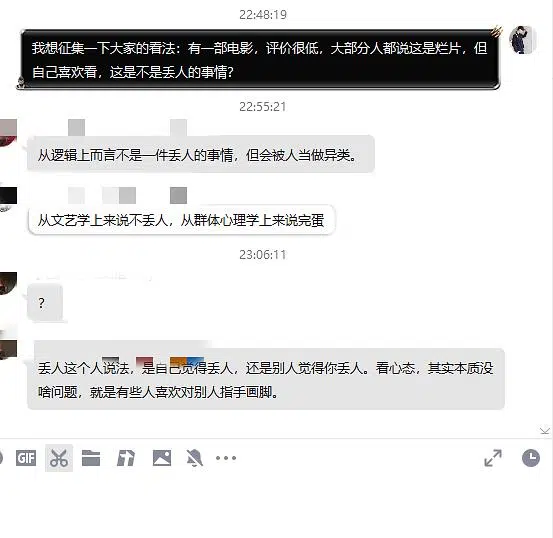 22:48:19
我想征集一下大家的看法：有一部电影，评价很低，大部分人都说这是烂片，但
自己喜欢看，这是不是丢人的事情?
22:55:21
从逻辑上而言不是一件丢人的事情，但会被人当做异类。
从文艺学上来说不丢人，从群体心理学上来说完蛋
23:06:11
?
丢人这个人说法，是自己觉得丢人，还是别人觉得你丢人。看心态，其实本质没
啥问题，就是有些人喜欢对别人指手画脚。
GIF